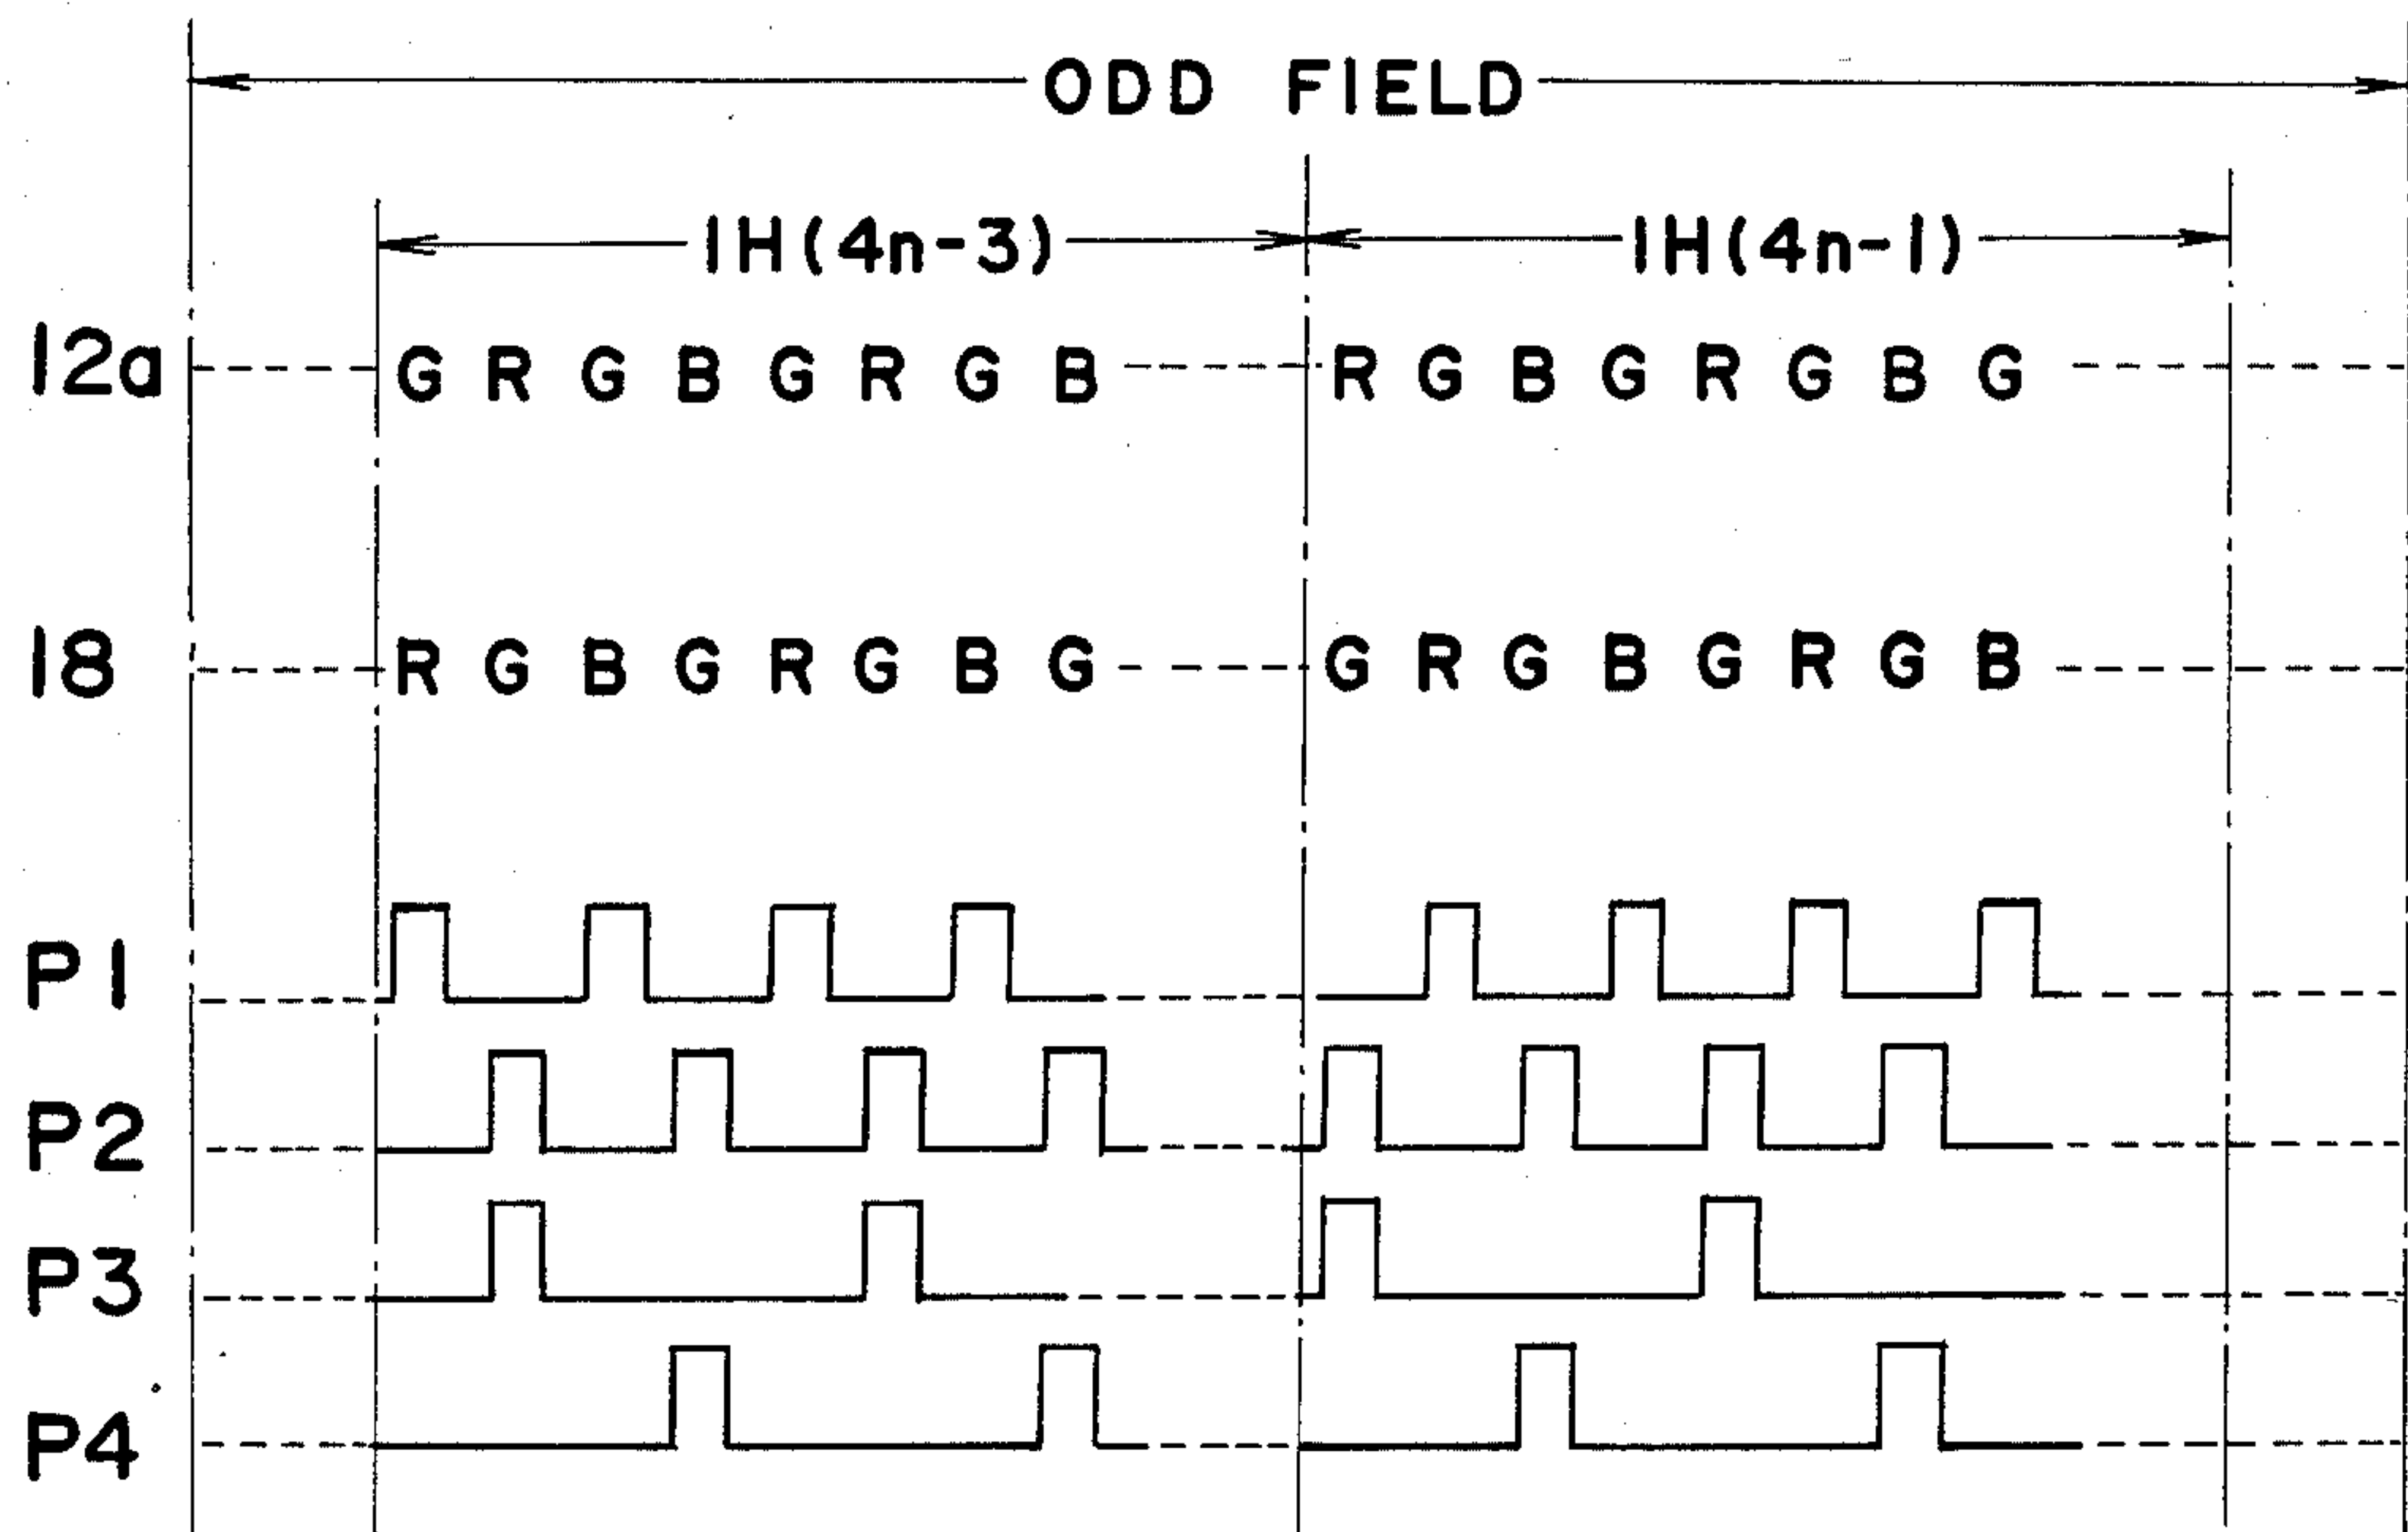 ODD FIELD
1H(4n-3) 1H(4n-1)
12a G R G B G R G B R G B G R G B G
18 R G B G R G B G G R G B G R G B
P1
P2
P3
P4